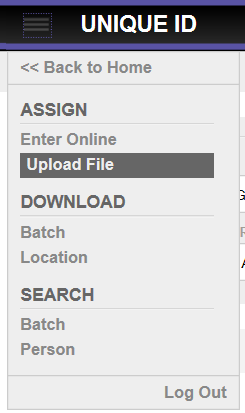 UNIQUE ID
<< Back to Home
ASSIGN
Enter Online
Upload File
DOWNLOAD
Batch
Location
SEARCH
Batch
Person
Log Out